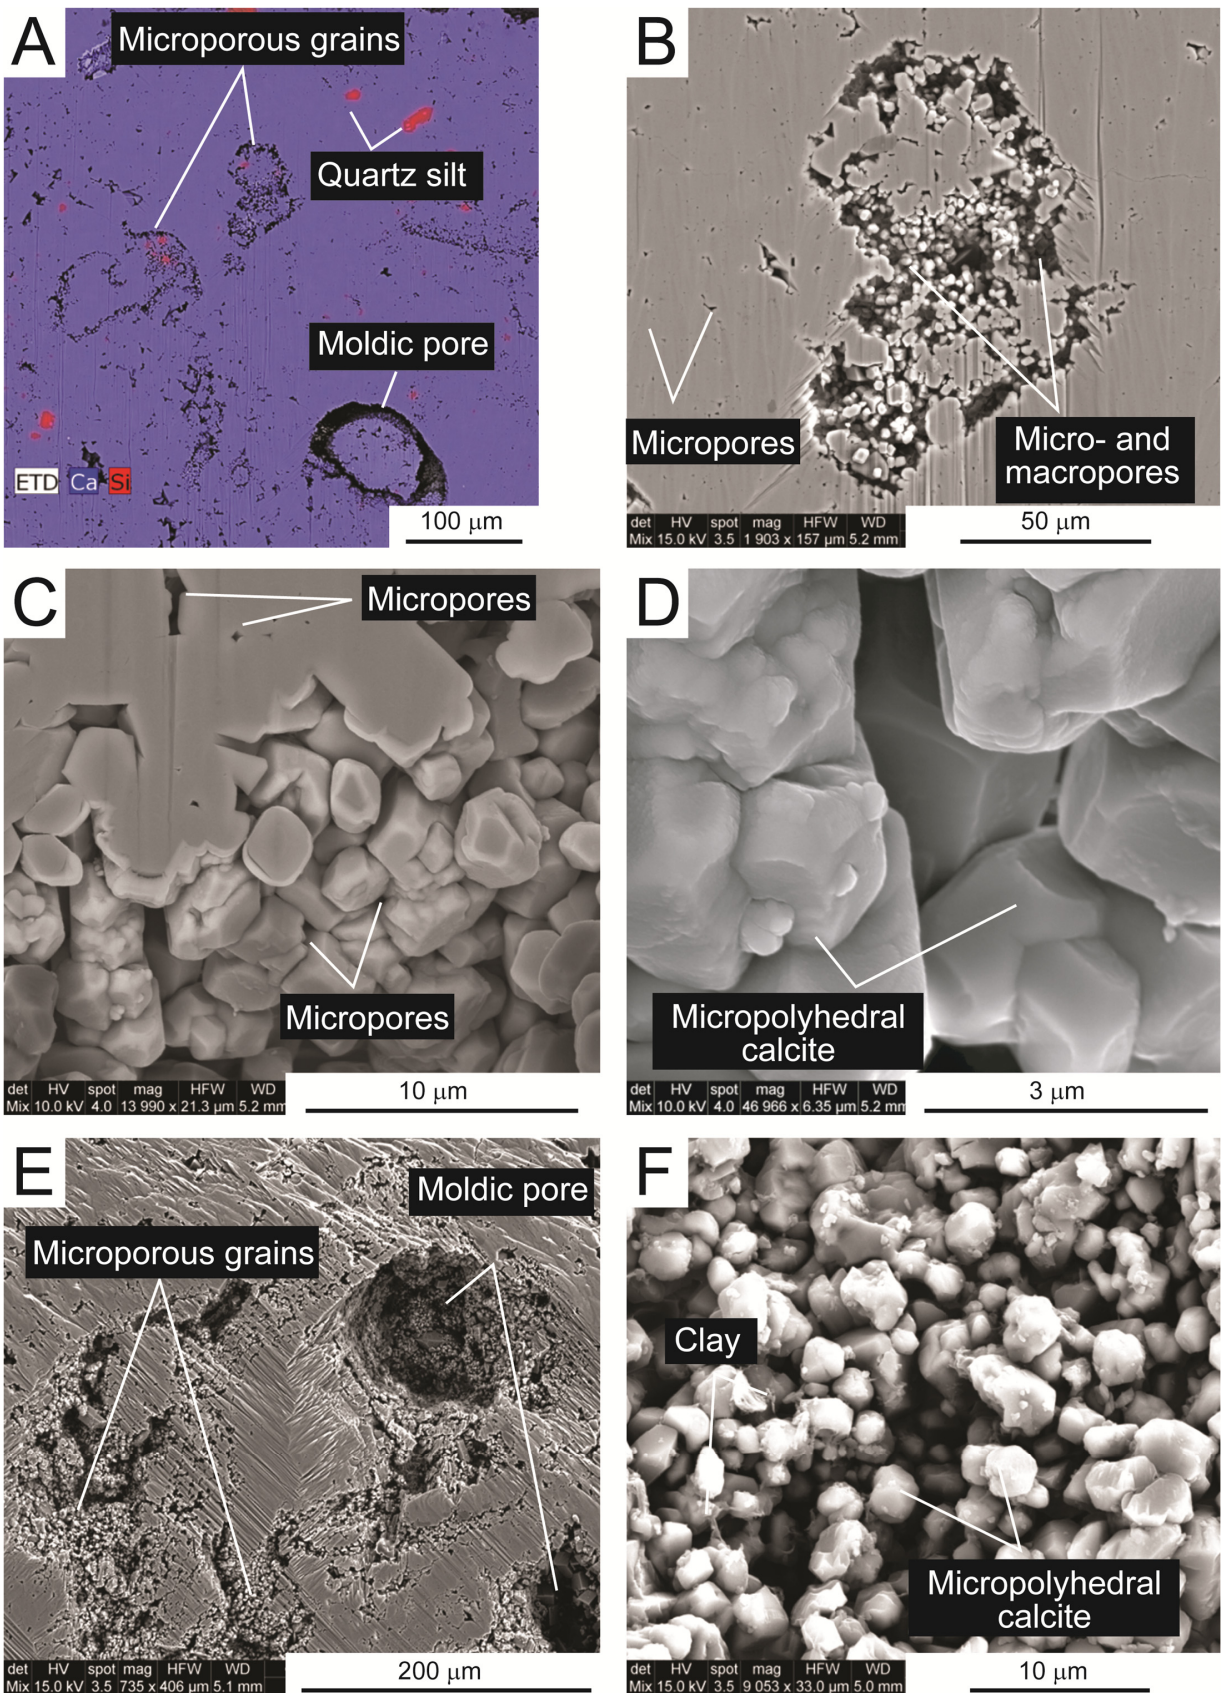 A
Microporous grains
Quartz silt
Moldic pore
ETD Ca Si
100 µm
B
Micropores
Micro- and
macropores
det HV spot mag HFW WD
Mix 15.0 kV 3.5 1 903 x 157 µm 5.2 mm
50 µm
C
Micropores
Micropores
det HV spot mag HFW WD
Mix 10.0 kV 4.0 13 990 x 21.3 µm 5.2 mm
10 µm
D
Micropolyhedral
calcite
det HV spot mag HFW WD
Mix 10.0 kV 4.0 46 966 x 6.35 µm 5.2 mm
3 µm
E
Moldic pore
Microporous grains
det HV spot mag HFW WD
Mix 15.0 kV 3.5 735 x 406 µm 5.1 mm
200 µm
F
Clay
Micropolyhedral
calcite
det HV spot mag HFW WD
Mix 15.0 kV 3.5 9 053 x 33.0 µm 5.0 mm
10 µm